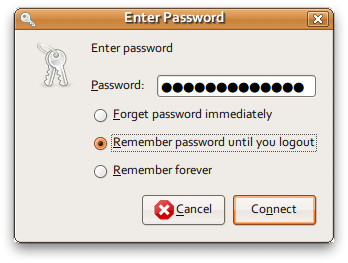 Enter Password
Enter password
Password: ●●●●●●●●●●●●●
Forget password immediately
Remember password until you logout
Remember forever
Cancel
Connect